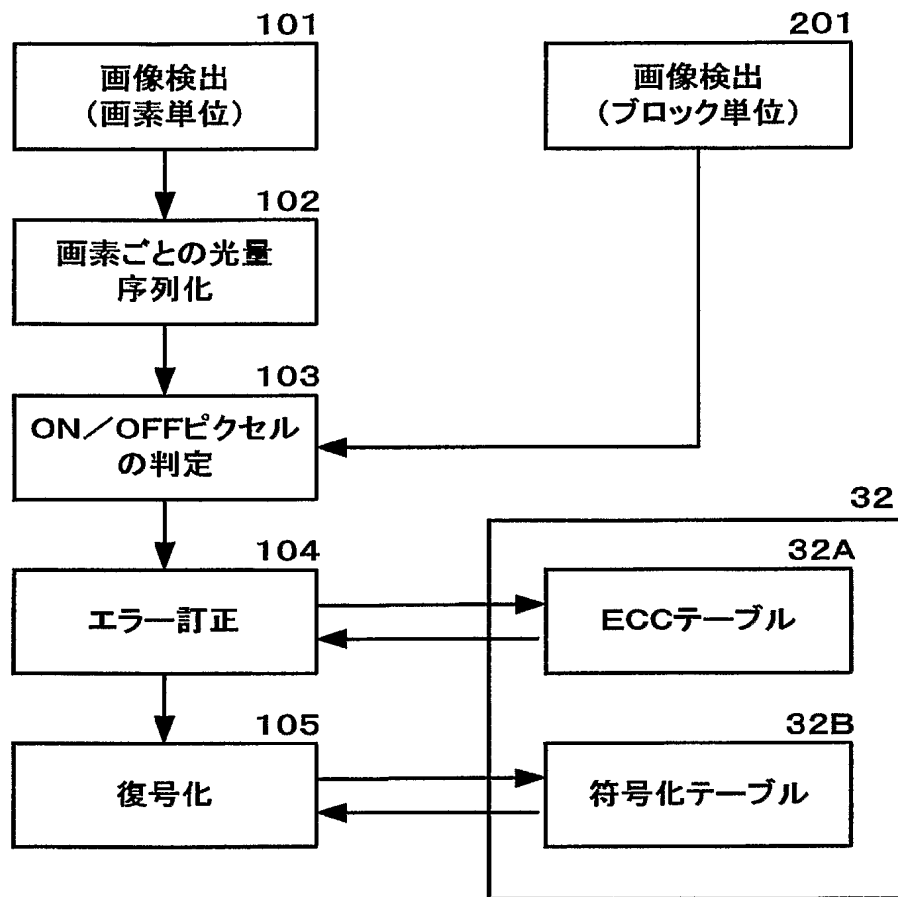 101
画像検出
（画素単位）
201
画像検出
（ブロック単位）
102
画素ごとの光量
序列化
103
ON／OFFピクセル
の判定
32
104
エラー訂正
32A
ECCテーブル
105
復号化
32B
符号化テーブル